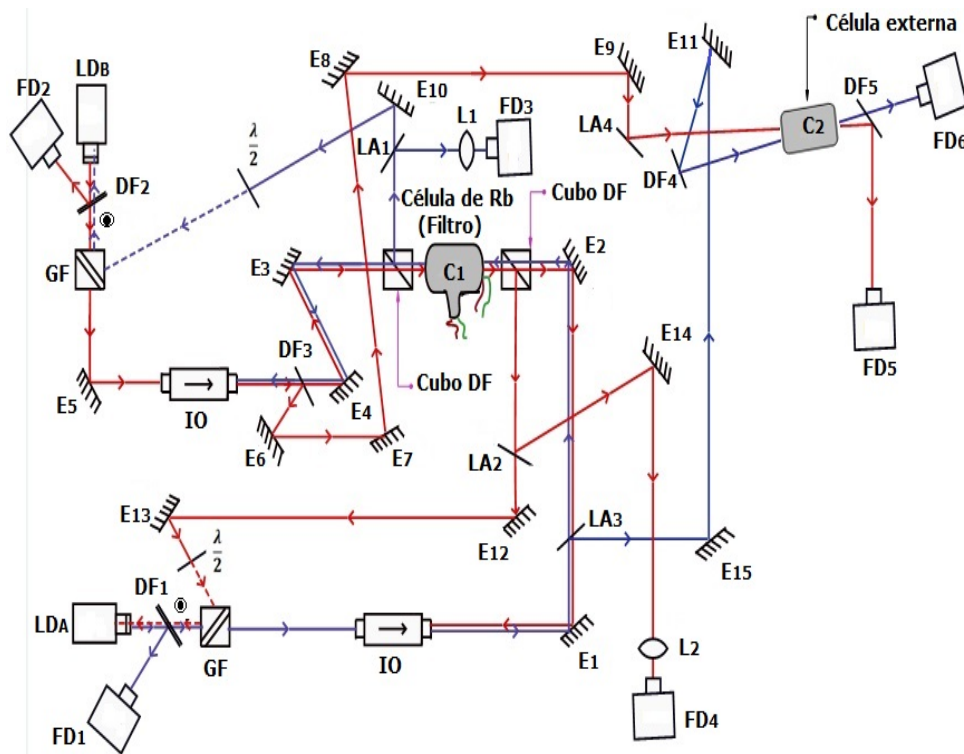 Célula externa
E8
E9
E11
LDB
FD2
E10
L1
FD3
LA1
λ/2
LA4
C2
DF5
FD6
DF4
DF2
Célula de Rb
(Filtro)
Cubo DF
GF
E3
C1
E2
E14
FD5
DF3
Cubo DF
E5
IO
E4
E6
E7
LA2
E13
E12
LA3
E15
λ/2
DF1
LDA
GF
IO
E1
L2
FD1
FD4